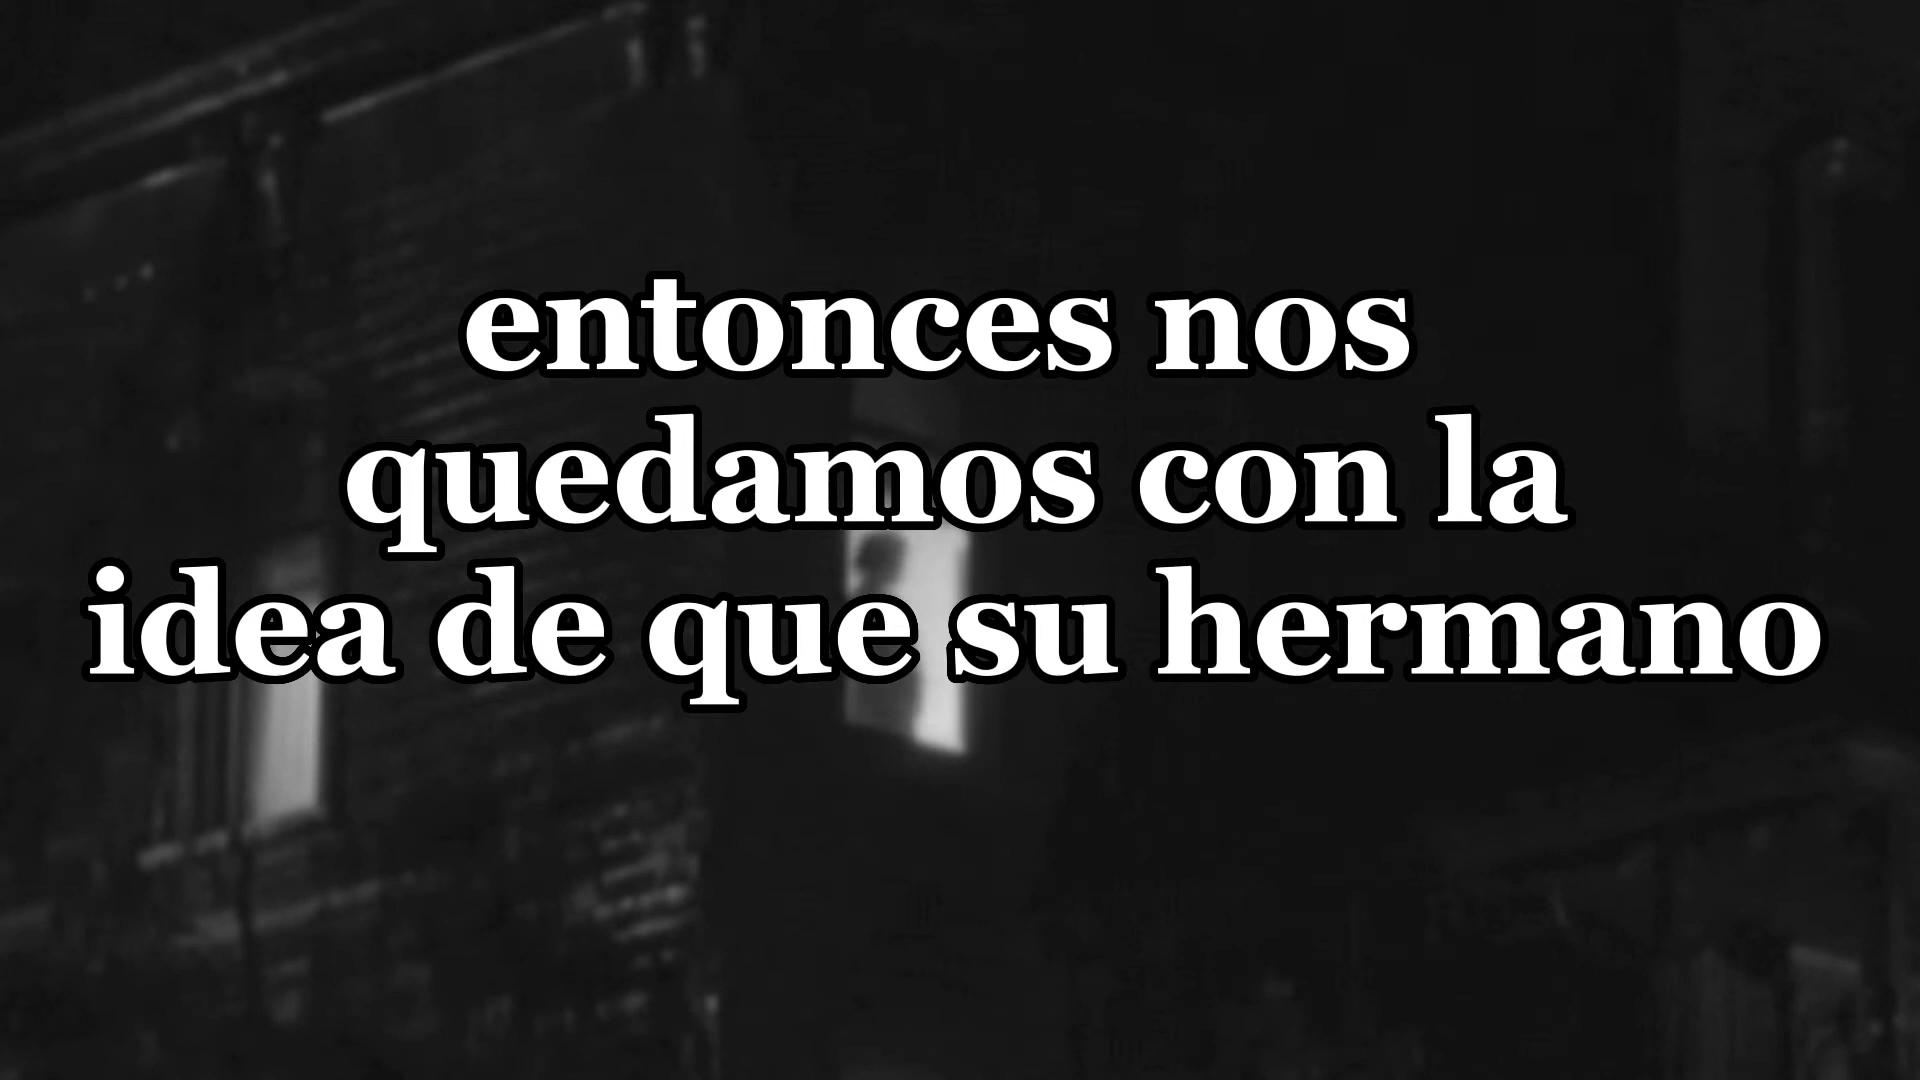 entonces nos
quedamos con la
idea de que su hermano